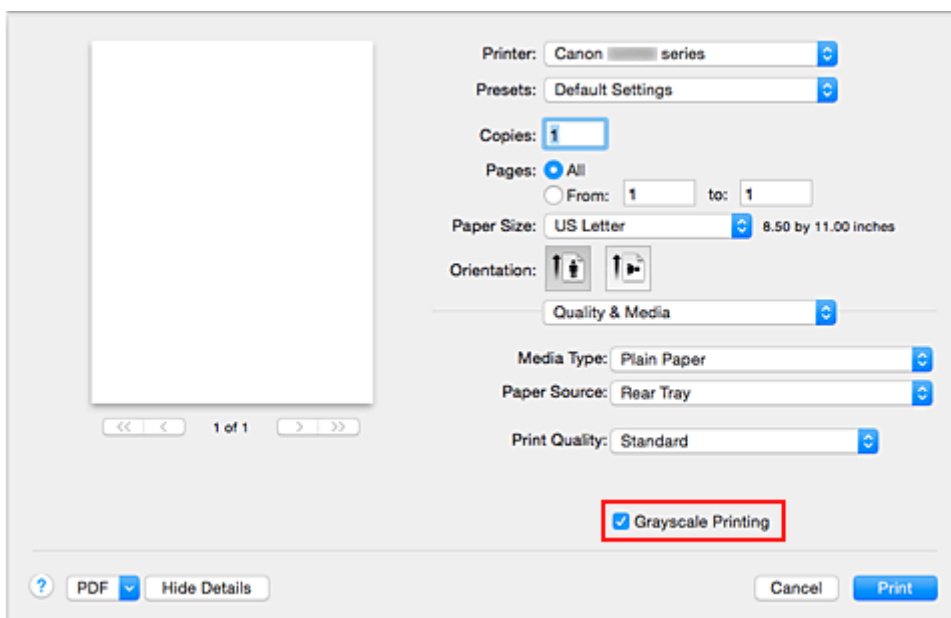 Printer: Canon series
Presets: Default Settings
Copies: 1
Pages: All
From: 1 to: 1
Paper Size: US Letter 8.50 by 11.00 inches
Orientation:
Quality & Media
Media Type: Plain Paper
Paper Source: Rear Tray
<< < 1 of 1 > >>
Print Quality: Standard
Grayscale Printing
? PDF Hide Details Cancel Print